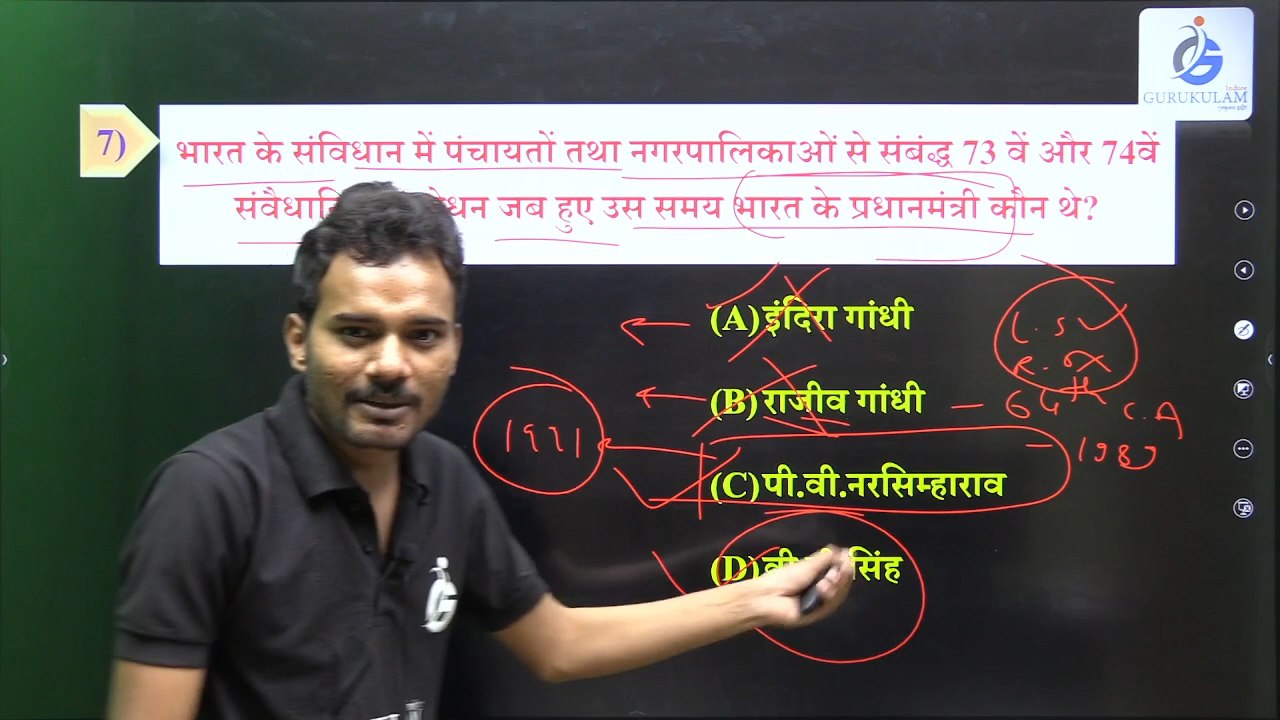 Indore
GURUKULAM
7)
भारत के संविधान में पंचायतों तथा नगरपालिकाओं से संबंद्ध 73 वें और 74वें
जब हुए उस समय भारत के प्रधानमंत्री कौन थे?
(A) इंदिरा गांधी
L.S
R.S
(B) राजीव गांधी – 64th C.A
– 1989
1991
(C) पी.वी.नरसिम्हाराव
(D) सिंह